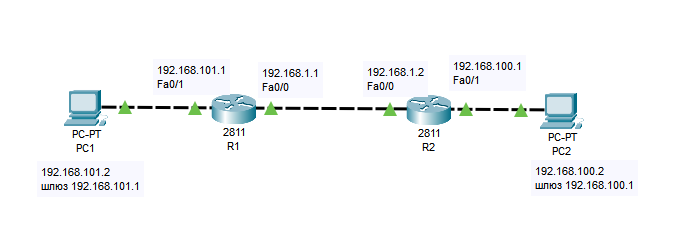 192.168.101.1
Fa0/1
192.168.1.1
Fa0/0
192.168.1.2
Fa0/0
192.168.100.1
Fa0/1
PC-PT
PC1
2811
R1
2811
R2
PC-PT
PC2
192.168.101.2
шлюз 192.168.101.1
192.168.100.2
шлюз 192.168.100.1